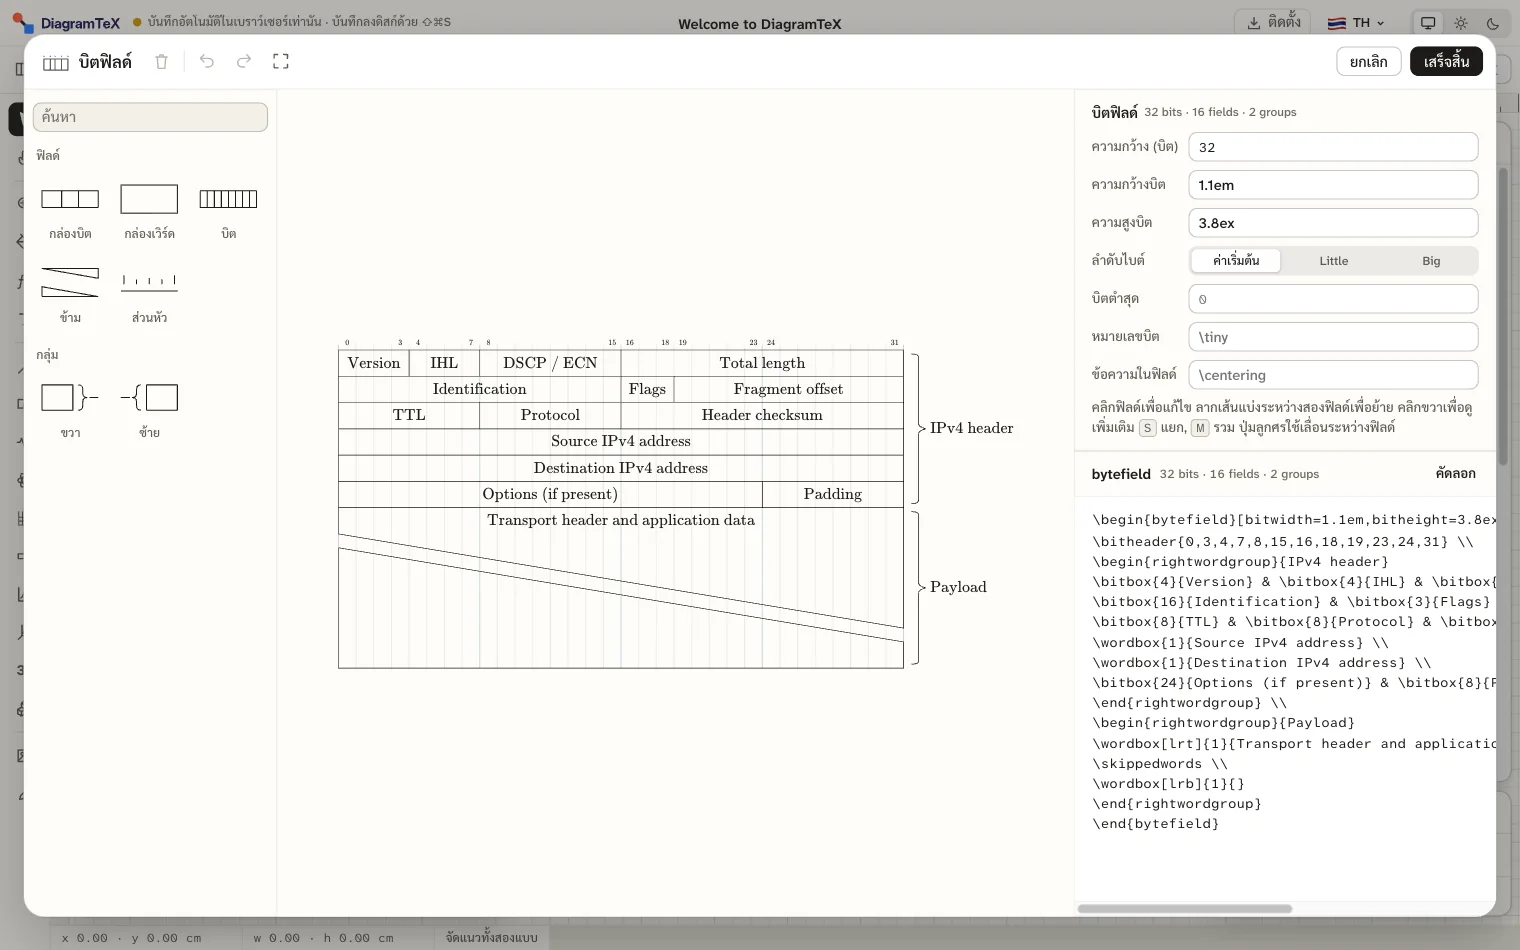 DiagramTeX
บันทึกอัตโนมัติในเบราว์เซอร์เท่านั้น · บันทึกลงดิสก์ด้วย ⇧⌘S
Welcome to DiagramTeX
ติดตั้ง
TH
บิตฟิลด์
ยกเลิก
เสร็จสิ้น
ค้นหา
ฟิลด์
กล่องบิต
กล่องเวิร์ด
บิต
ข้าม
ส่วนหัว
กลุ่ม
ขวา
ซ้าย
0 3 4 7 8 15 16 18 19 23 24 31
Version IHL DSCP / ECN Total length
Identification Flags Fragment offset
TTL Protocol Header checksum
IPv4 header
Source IPv4 address
Destination IPv4 address
Options (if present) Padding
Transport header and application data
Payload
บิตฟิลด์ 32 bits · 16 fields · 2 groups
ความกว้าง (บิต) 32
ความกว้างบิต 1.1em
ความสูงบิต 3.8ex
ลำดับไบต์ ค่าเริ่มต้น Little Big
บิตต่ำสุด 0
หมายเลขบิต \tiny
ข้อความในฟิลด์ \centering
คลิกฟิลด์เพื่อแก้ไข ลากเส้นแบ่งระหว่างสองฟิลด์เพื่อย้าย คลิกขวาเพื่อดู
เพิ่มเติม S แยก, M รวม ปุ่มลูกศรใช้เลื่อนระหว่างฟิลด์
bytefield 32 bits · 16 fields · 2 groups
คัดลอก
\begin{bytefield}[bitwidth=1.1em,bitheight=3.8ex
\bitheader{0,3,4,7,8,15,16,18,19,23,24,31} \\
\begin{rightwordgroup}{IPv4 header}
\bitbox{4}{Version} & \bitbox{4}{IHL} & \bitbox{
\bitbox{16}{Identification} & \bitbox{3}{Flags}
\bitbox{8}{TTL} & \bitbox{8}{Protocol} & \bitbox
\wordbox{1}{Source IPv4 address} \\
\wordbox{1}{Destination IPv4 address} \\
\bitbox{24}{Options (if present)} & \bitbox{8}{P
\end{rightwordgroup} \\
\begin{rightwordgroup}{Payload}
\wordbox[lrt]{1}{Transport header and applicatio
\skippedwords \\
\wordbox[lrb]{1}{}
\end{rightwordgroup}
\end{bytefield}
x 0.00 · y 0.00 cm
w 0.00 · h 0.00 cm
จัดแนวทั้งสองแบบ